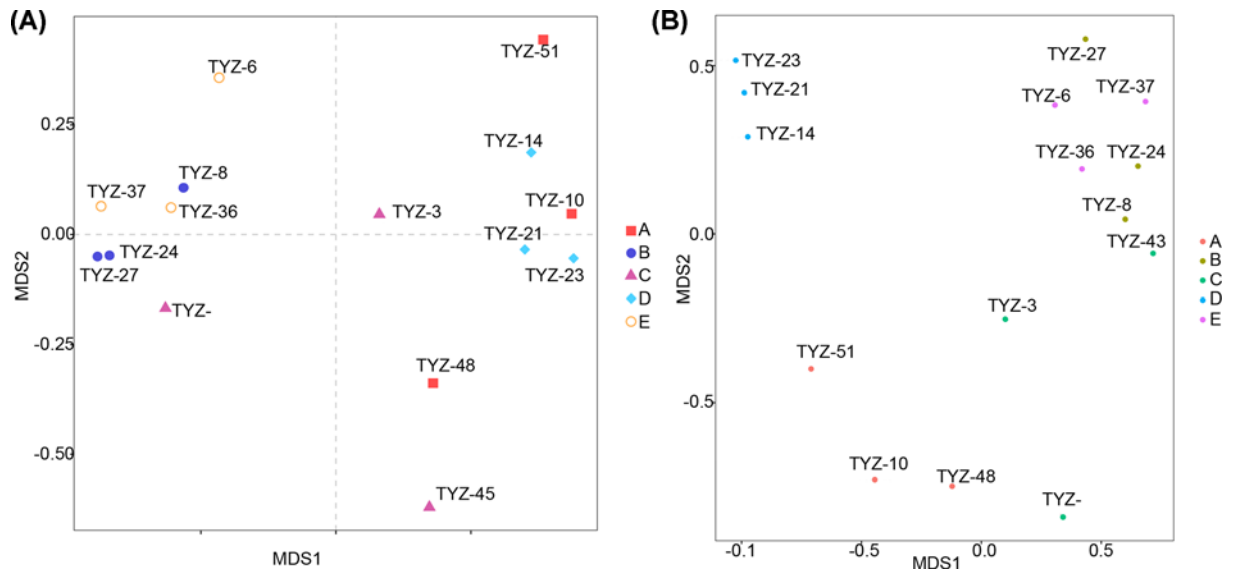 (A)
TYZ-51
TYZ-6
0.25
TYZ-14
TYZ-8
TYZ-37
TYZ-36
TYZ-3
TYZ-10
0.00
TYZ-21
TYZ-24
TYZ-27
TYZ-23
TYZ-
-0.25
TYZ-48
-0.50
TYZ-45
MDS2
MDS1
A
B
C
D
E
(B)
TYZ-27
0.5
TYZ-23
TYZ-21
TYZ-14
TYZ-6
TYZ-37
TYZ-36
TYZ-24
TYZ-8
0.0
TYZ-43
TYZ-3
TYZ-51
-0.5
TYZ-10
TYZ-48
TYZ-
MDS2
-0.1
-0.5
0.0
0.5
MDS1
A
B
C
D
E